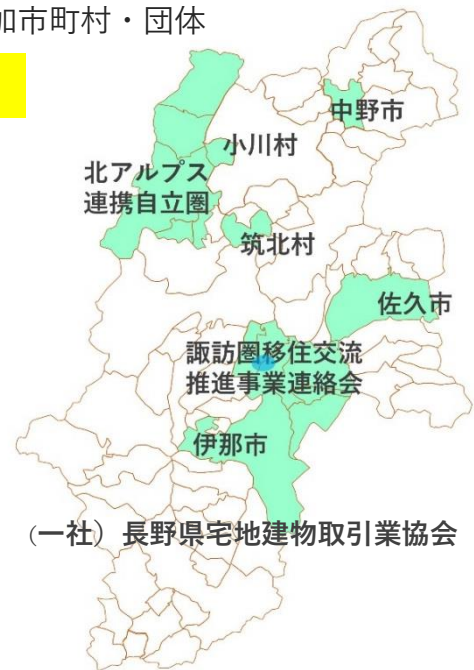 加市町村・団体
中野市
小川村
北アルプス
連携自立圏
筑北村
佐久市
諏訪圏移住交流
推進事業連絡会
伊那市
（一社）長野県宅地建物取引業協会